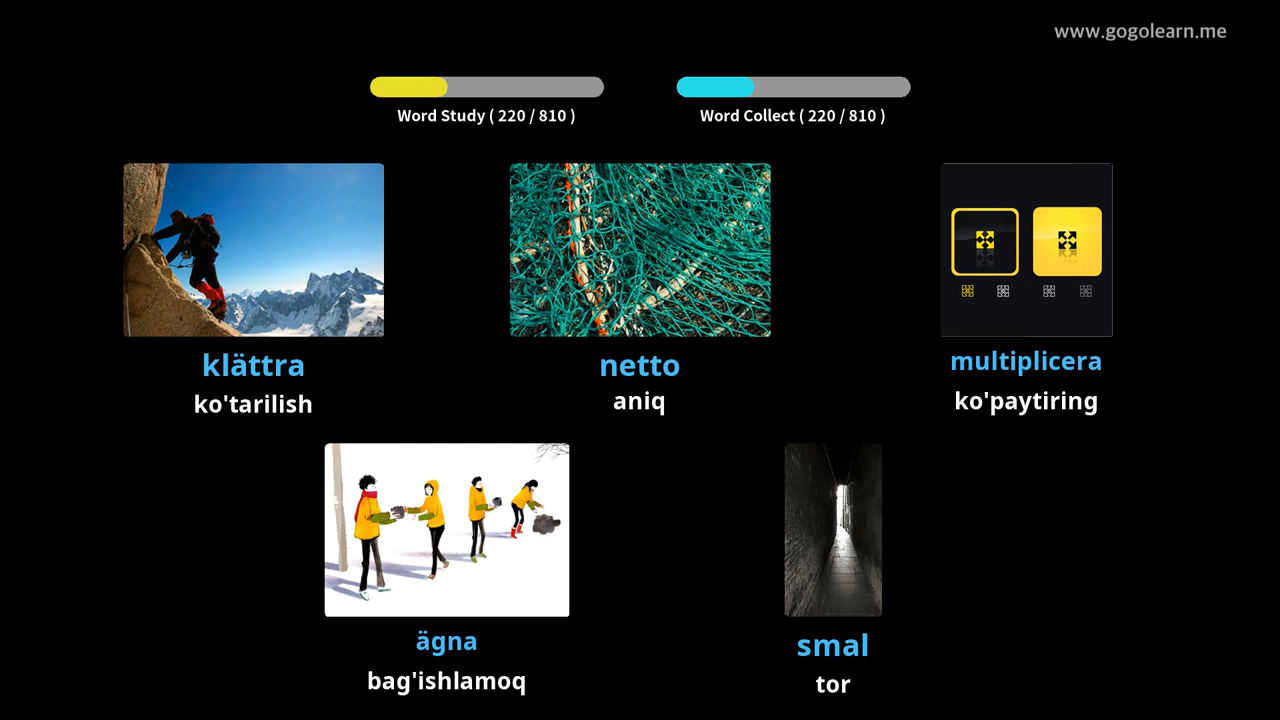 www.gogolearn.me
Word Study ( 220 / 810 )
Word Collect ( 220 / 810 )
klättra
ko'tarilish
netto
aniq
multiplicera
ko'paytiring
ägna
bag'ishlamoq
smal
tor